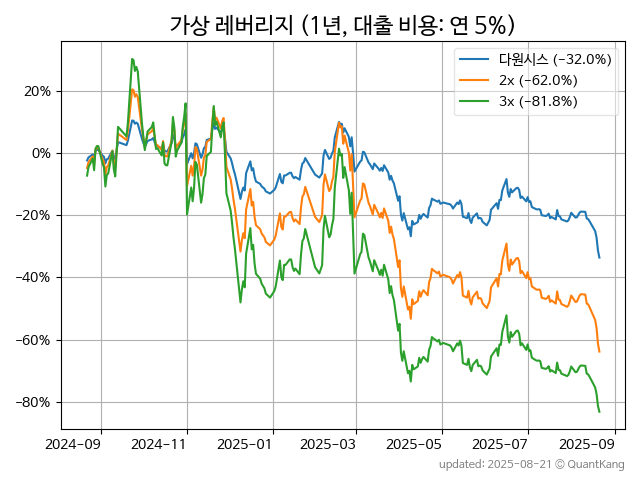 가상 레버리지 (1년, 대출 비용: 연 5%)
다원시스 (-32.0%)
2x (-62.0%)
3x (-81.8%)
20%
0%
−20%
−40%
−60%
−80%
2024-09
2024-11
2025-01
2025-03
2025-05
2025-07
2025-09
updated: 2025-08-21 © QuantKang